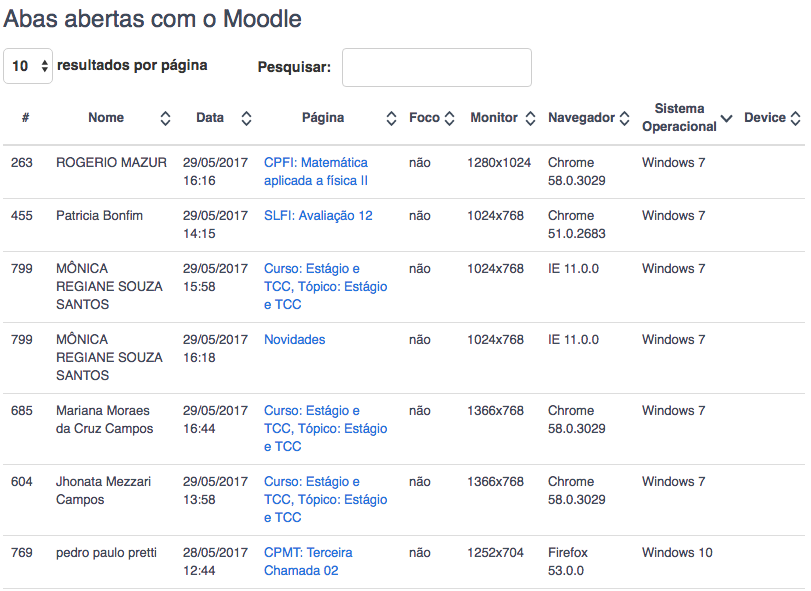 Abas abertas com o Moodle
10 resultados por página Pesquisar:
# Nome Data Página Foco Monitor Navegador Sistema Operacional Device
263 ROGERIO MAZUR 29/05/2017 CPFI: Matemática não 1280x1024 Chrome Windows 7
16:16 aplicada a física II 58.0.3029
455 Patricia Bonfim 29/05/2017 SLFI: Avaliação 12 não 1024x768 Chrome Windows 7
14:15 51.0.2683
799 MÔNICA 29/05/2017 Curso: Estágio e não 1024x768 IE 11.0.0 Windows 7
REGIANE SOUZA 15:58 TCC, Tópico: Estágio
SANTOS e TCC
799 MÔNICA 29/05/2017 Novidades não 1024x768 IE 11.0.0 Windows 7
REGIANE SOUZA 16:18
SANTOS
685 Mariana Moraes 29/05/2017 Curso: Estágio e não 1366x768 Chrome Windows 7
da Cruz Campos 16:44 TCC, Tópico: Estágio 58.0.3029
e TCC
604 Jhonata Mezzari 29/05/2017 Curso: Estágio e não 1366x768 Chrome Windows 7
Campos 13:58 TCC, Tópico: Estágio 58.0.3029
e TCC
769 pedro paulo pretti 28/05/2017 CPMT: Terceira não 1252x704 Firefox Windows 10
12:44 Chamada 02 53.0.0